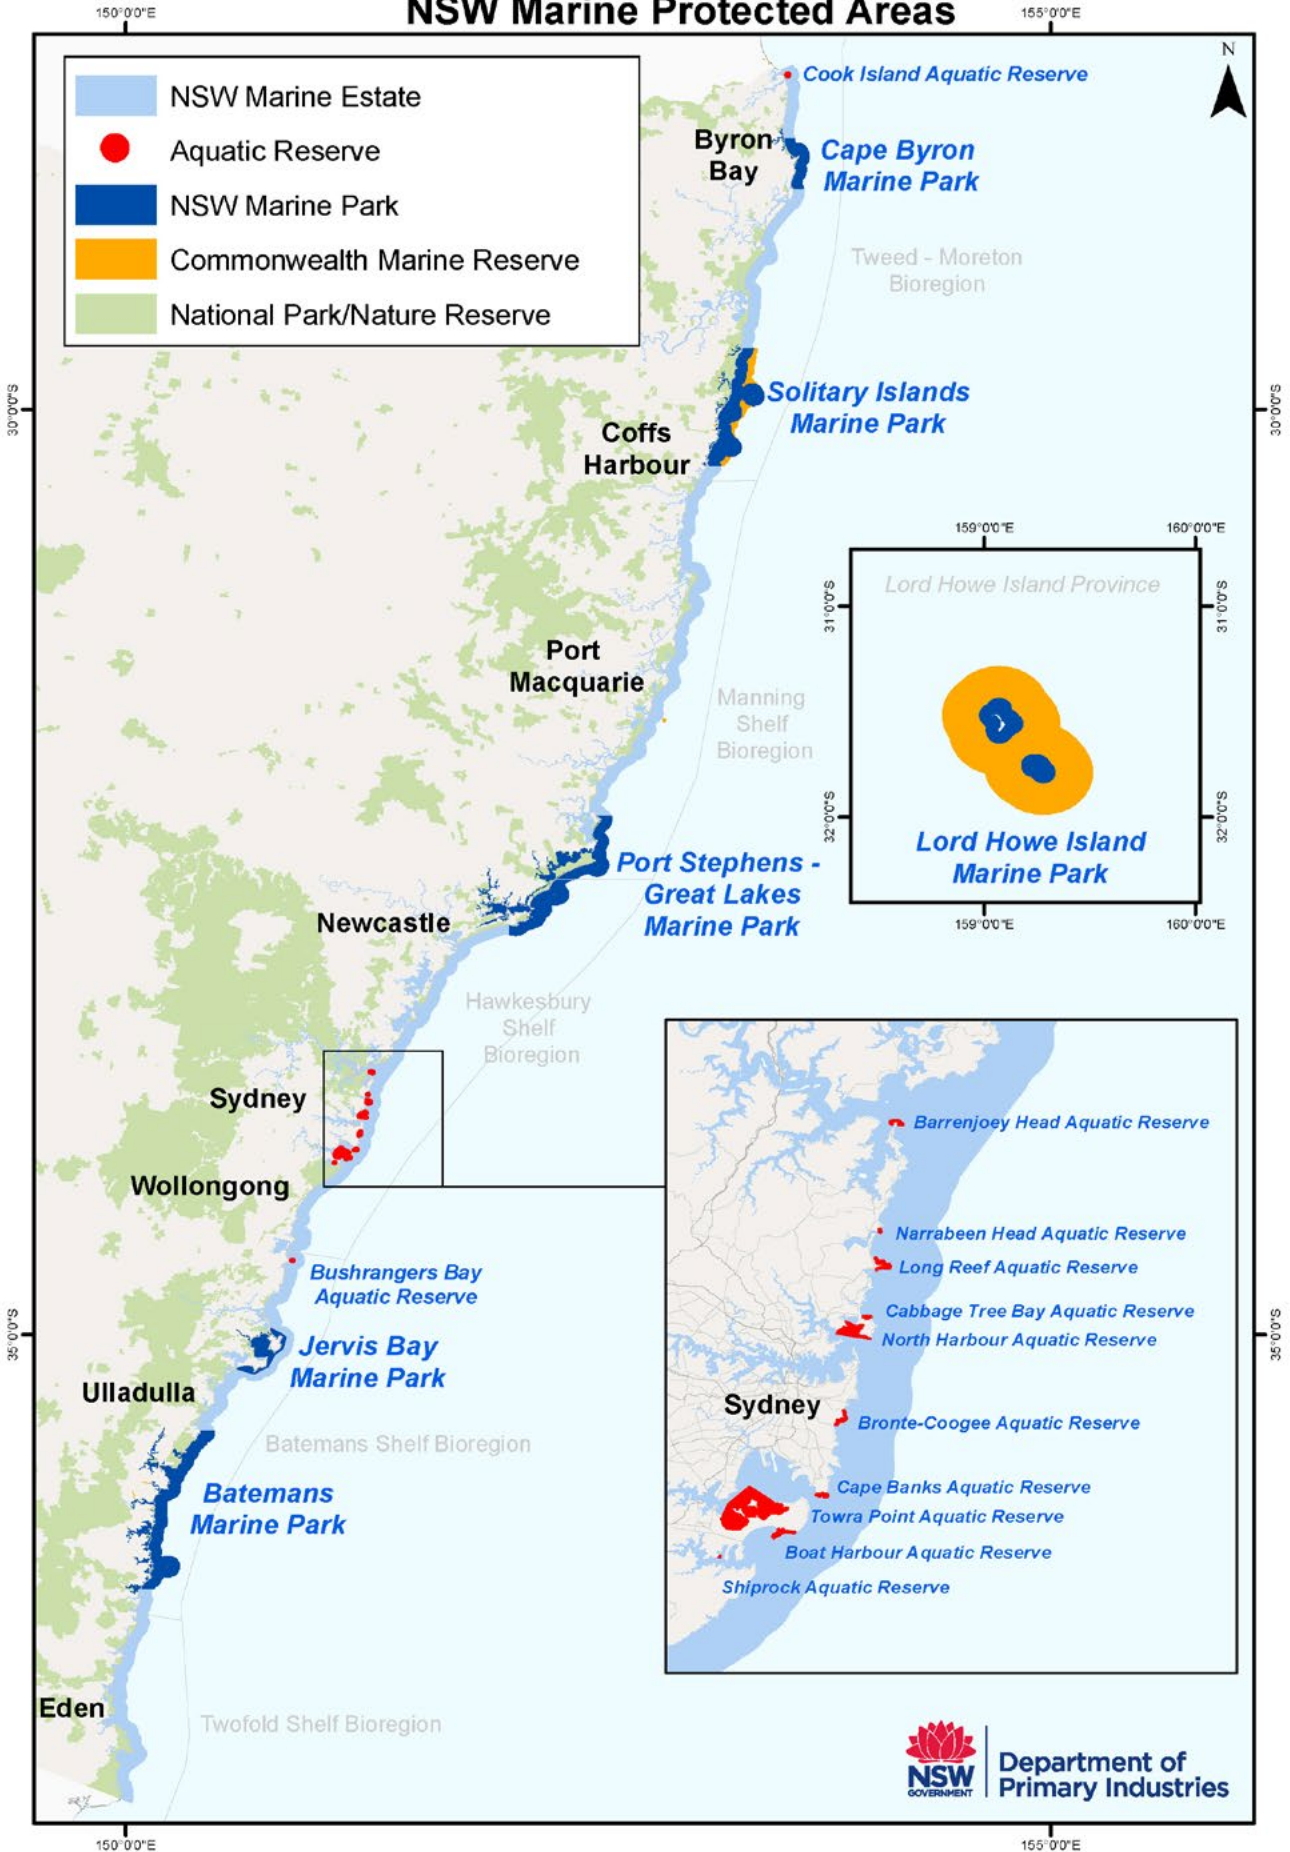 NSW Marine Protected Areas
150°0'0"E
155°0'0"E
N
NSW Marine Estate
Aquatic Reserve
NSW Marine Park
Commonwealth Marine Reserve
National Park/Nature Reserve
Cook Island Aquatic Reserve
Byron
Bay
Cape Byron
Marine Park
Tweed - Moreton
Bioregion
30°0'0"S
30°0'0"S
Solitary Islands
Marine Park
Coffs
Harbour
159°0'0"E
160°0'0"E
Lord Howe Island Province
31°0'0"S
31°0'0"S
Port
Macquarie
Manning
Shelf
Bioregion
32°0'0"S
32°0'0"S
Lord Howe Island
Marine Park
159°0'0"E
160°0'0"E
Port Stephens -
Great Lakes
Marine Park
Newcastle
Hawkesbury
Shelf
Bioregion
Sydney
Wollongong
Barrenjoey Head Aquatic Reserve
Narrabeen Head Aquatic Reserve
Long Reef Aquatic Reserve
Cabbage Tree Bay Aquatic Reserve
North Harbour Aquatic Reserve
Sydney
Bronte-Coogee Aquatic Reserve
Cape Banks Aquatic Reserve
Towra Point Aquatic Reserve
Boat Harbour Aquatic Reserve
Shiprock Aquatic Reserve
Bushrangers Bay
Aquatic Reserve
35°0'0"S
35°0'0"S
Jervis Bay
Marine Park
Ulladulla
Batemans Shelf Bioregion
Batemans
Marine Park
Eden
Twofold Shelf Bioregion
NSW
GOVERNMENT
Department of
Primary Industries
150°0'0"E
155°0'0"E